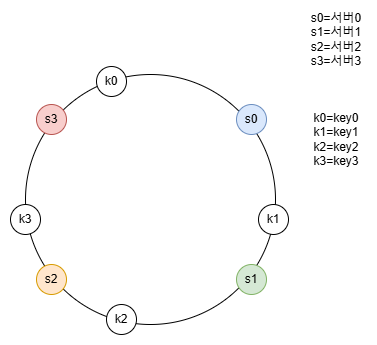 s0=서버0
s1=서버1
s2=서버2
s3=서버3
k0
s3
s0
k0=key0
k1=key1
k2=key2
k3=key3
k3
k1
s2
s1
k2